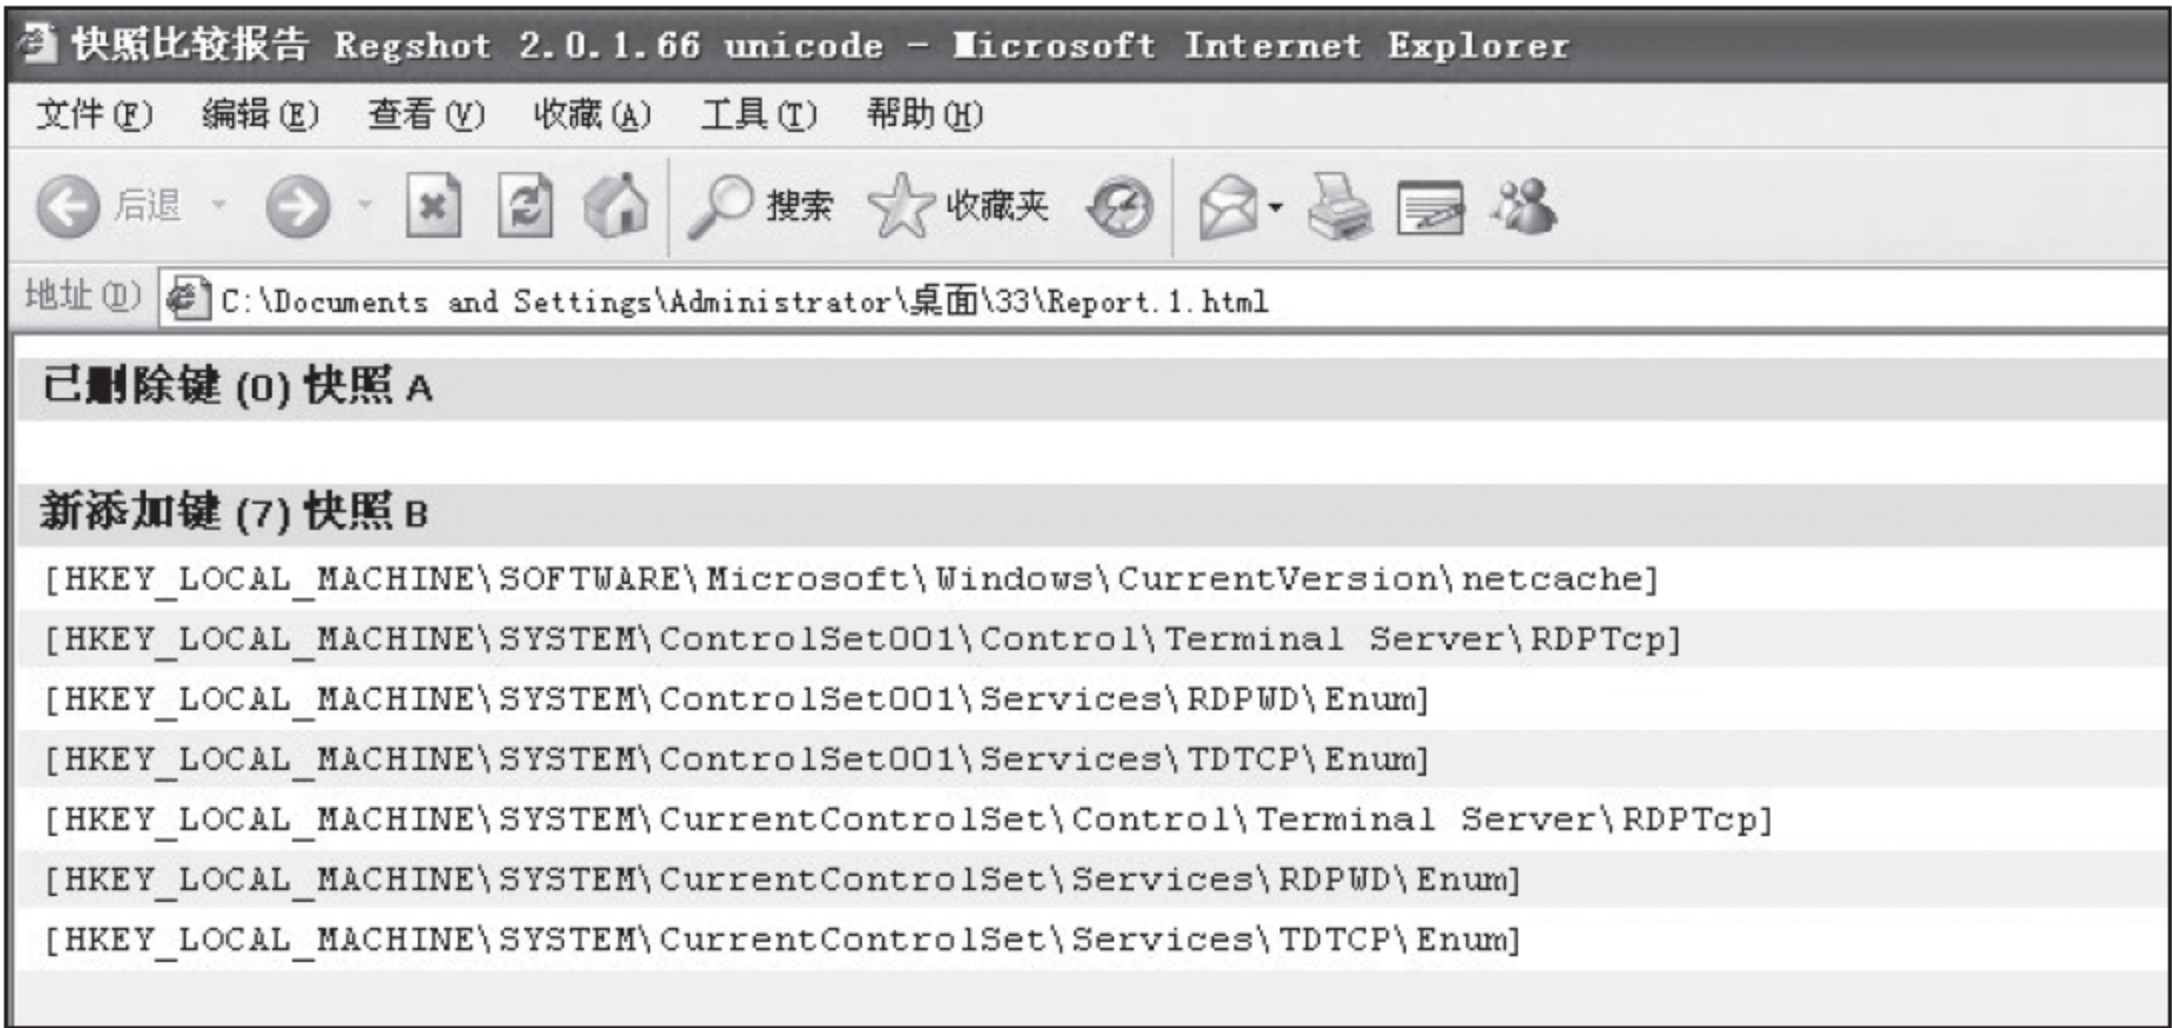 快照比较报告 Regshot 2.0.1.66 unicode - Microsoft Internet Explorer
文件(F) 编辑(E) 查看(V) 收藏(A) 工具(T) 帮助(H)
后退 搜索 收藏夹
地址(D) C:\Documents and Settings\Administrator\桌面\33\Report.1.html
已删除键 (0) 快照 A
新添加键 (7) 快照 B
[HKEY_LOCAL_MACHINE\SOFTWARE\Microsoft\Windows\CurrentVersion\netcache]
[HKEY_LOCAL_MACHINE\SYSTEM\ControlSet001\Control\Terminal Server\RDPTcp]
[HKEY_LOCAL_MACHINE\SYSTEM\ControlSet001\Services\RDPWD\Enum]
[HKEY_LOCAL_MACHINE\SYSTEM\ControlSet001\Services\TDTCP\Enum]
[HKEY_LOCAL_MACHINE\SYSTEM\CurrentControlSet\Control\Terminal Server\RDPTcp]
[HKEY_LOCAL_MACHINE\SYSTEM\CurrentControlSet\Services\RDPWD\Enum]
[HKEY_LOCAL_MACHINE\SYSTEM\CurrentControlSet\Services\TDTCP\Enum]